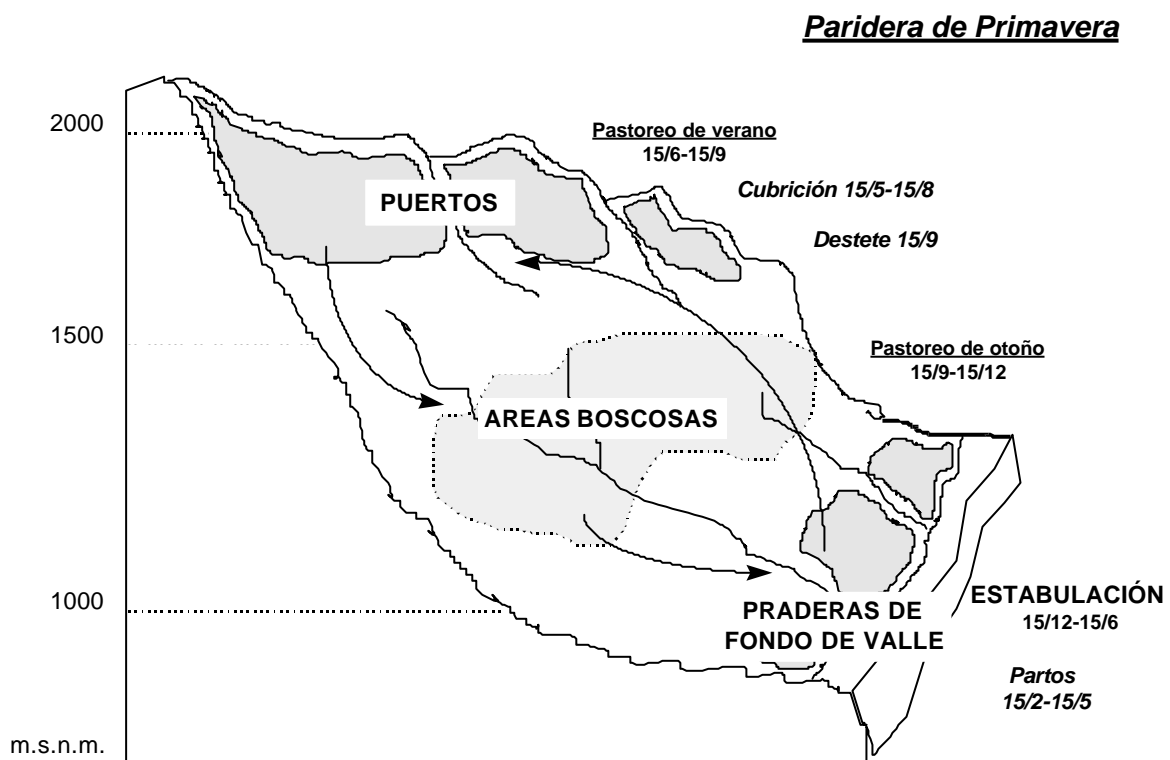 Paridera de Primavera
2000
Pastoreo de verano
15/6-15/9
Cubrición 15/5-15/8
PUERTOS
Destete 15/9
1500
Pastoreo de otoño
15/9-15/12
AREAS BOSCOSAS
1000
PRADERAS DE
FONDO DE VALLE
ESTABULACIÓN
15/12-15/6
Partos
15/2-15/5
m.s.n.m.